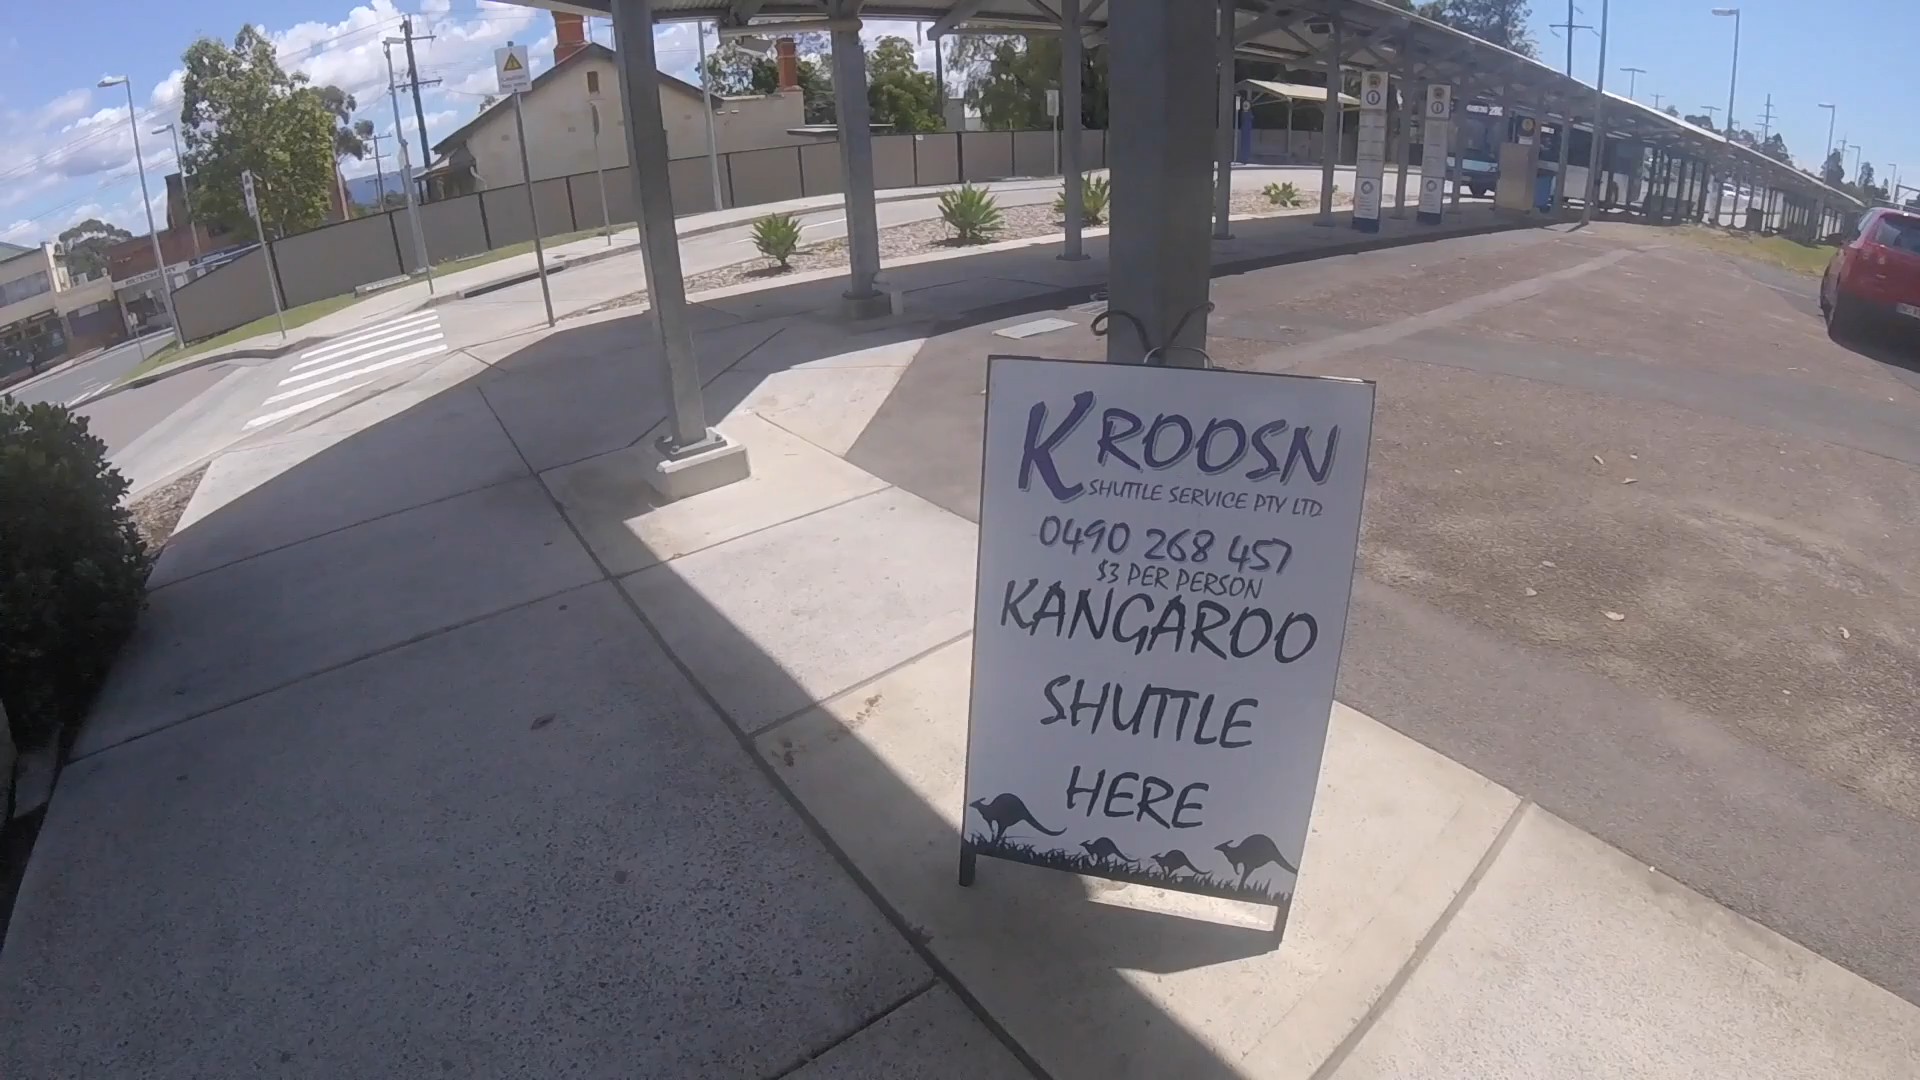 KROOSN
SHUTTLE SERVICE PTY LTD
0490 268 457
$3 PER PERSON
KANGAROO
SHUTTLE
HERE